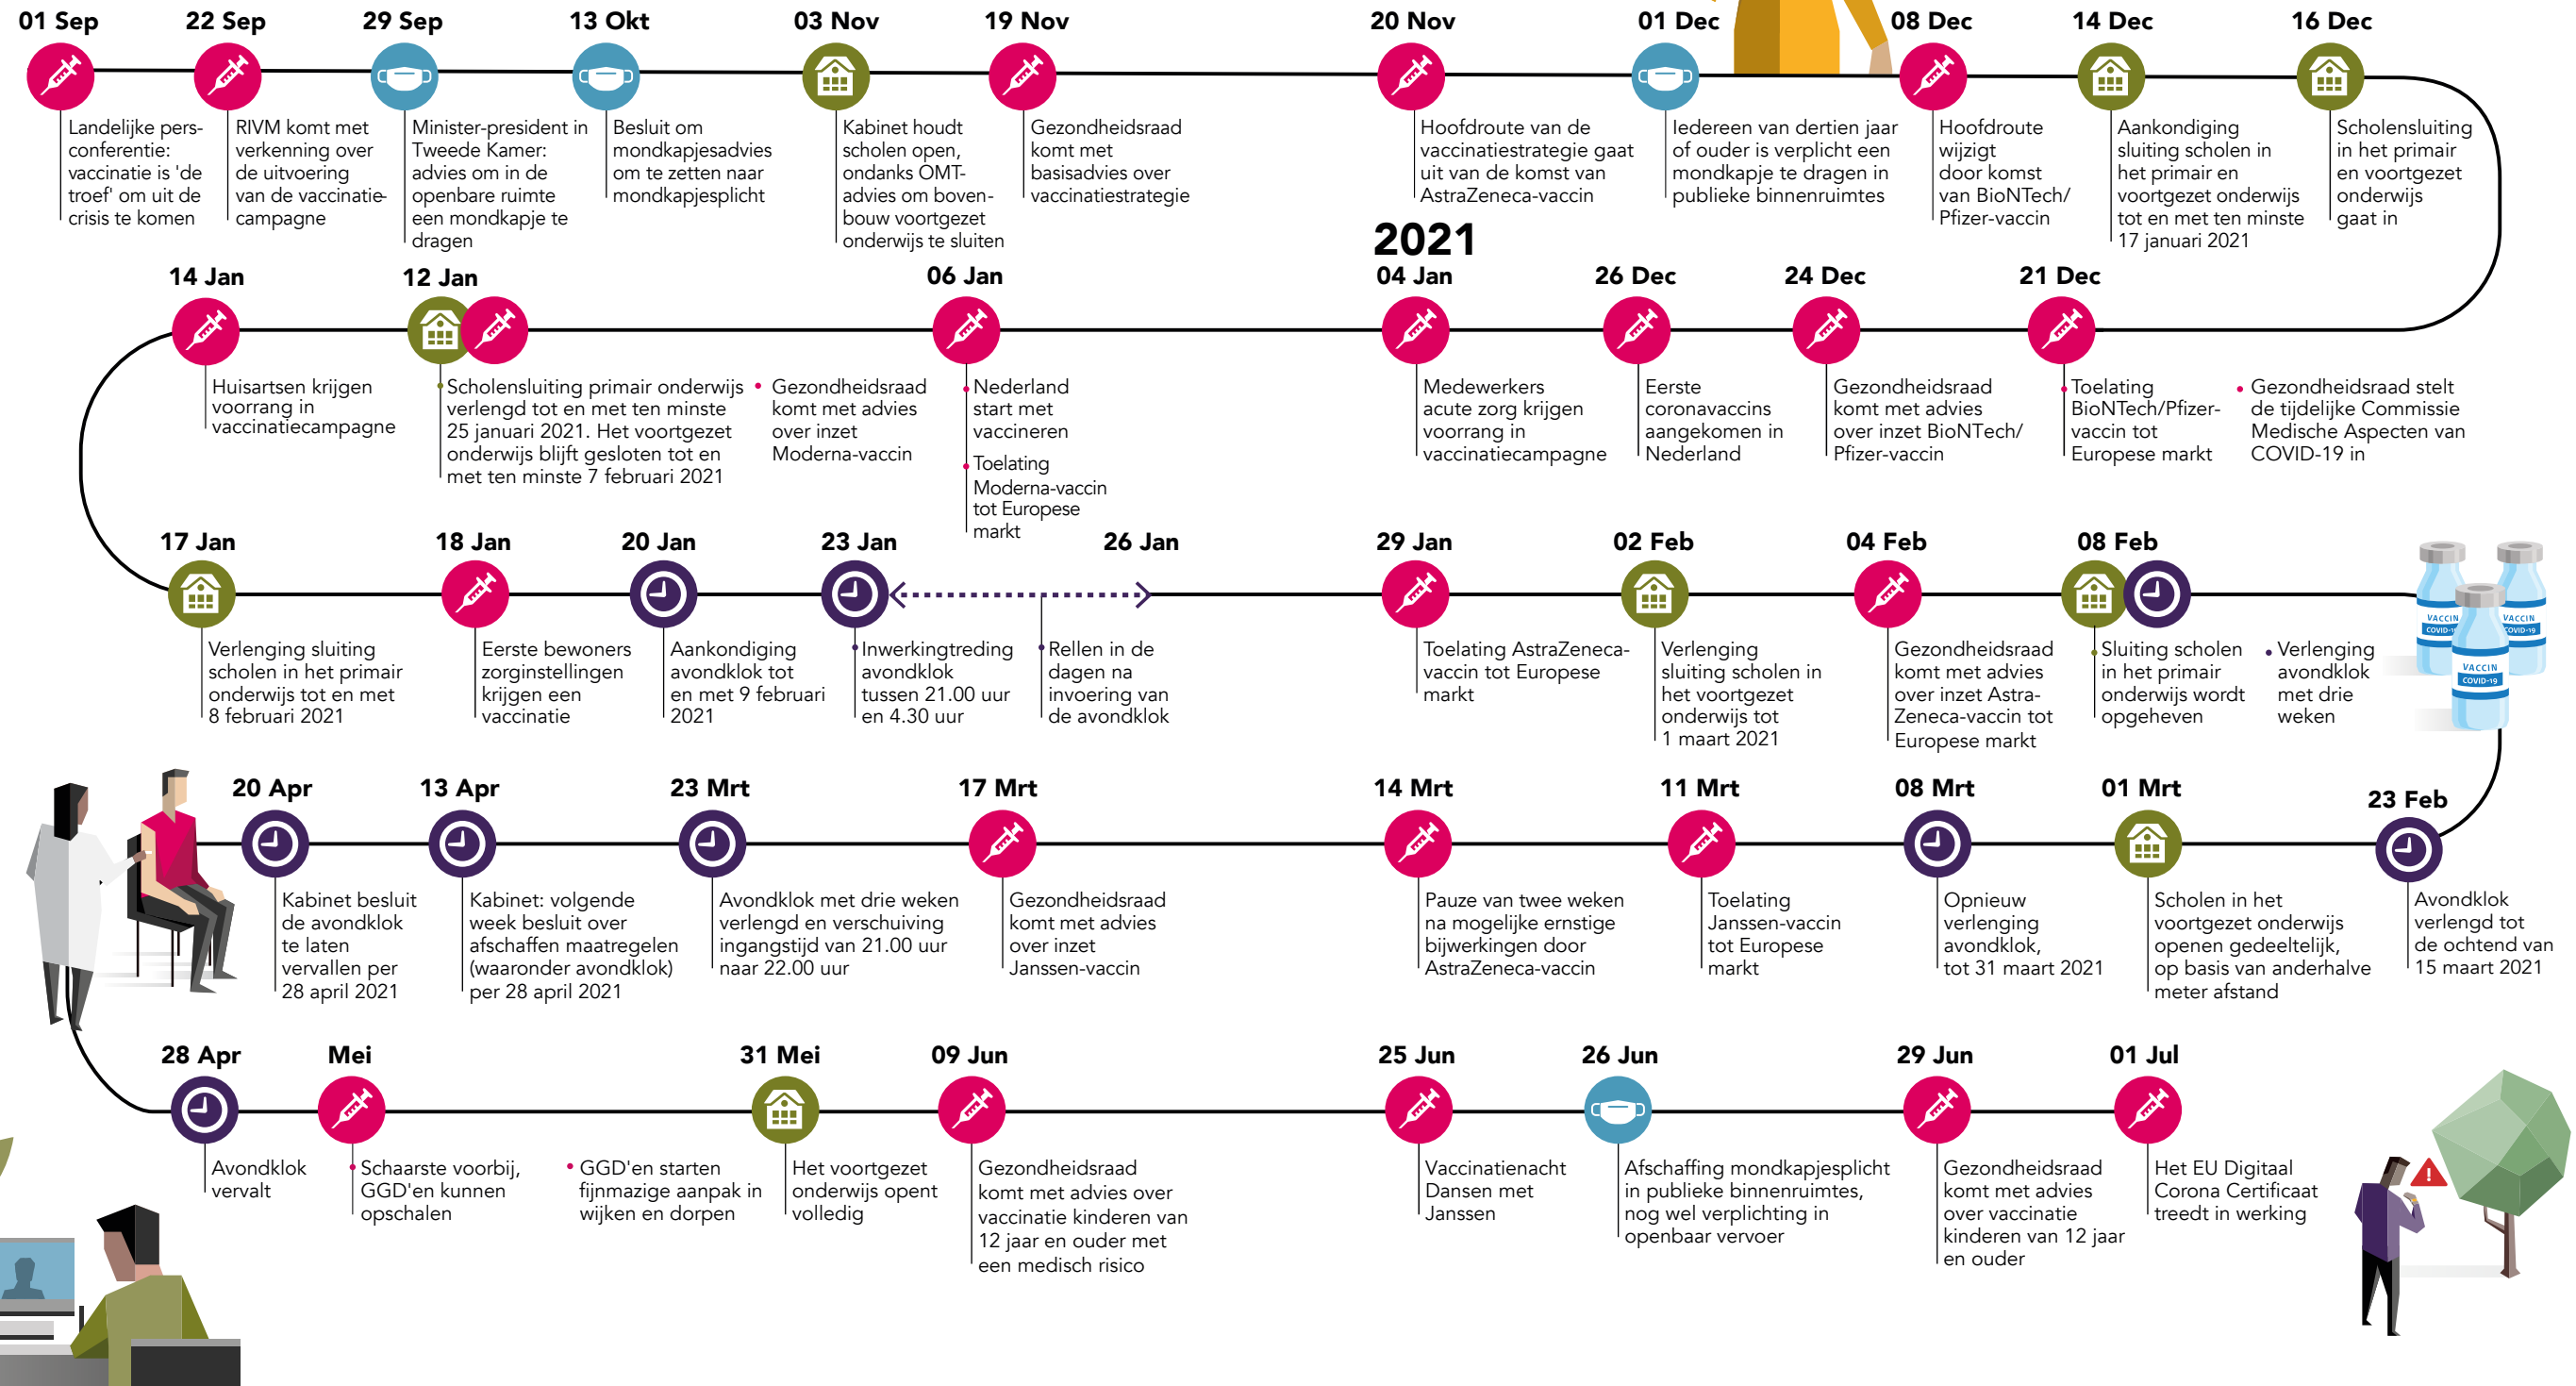 01 Sep
Landelijke pers-
conferentie:
vaccinatie is 'de
troef' om uit de
crisis te komen
22 Sep
RIVM komt met
verkenning over
de uitvoering
van de vaccinatie-
campagne
29 Sep
Minister-president in
Tweede Kamer:
advies om in de
openbare ruimte
een mondkapje te
dragen
13 Okt
Besluit om
mondkapjesadvies
om te zetten naar
mondkapjesplicht
03 Nov
Kabinet houdt
scholen open,
ondanks OMT-
advies om boven-
bouw voortgezet
onderwijs te sluiten
19 Nov
Gezondheidsraad
komt met
basisadvies over
vaccinatiestrategie
20 Nov
Hoofdroute van de
vaccinatiestrategie gaat
uit van de komst van
AstraZeneca-vaccin
01 Dec
Iedereen van dertien jaar
of ouder is verplicht een
mondkapje te dragen in
publieke binnenruimtes
08 Dec
Hoofdroute
wijzigt
door komst
van BioNTech/
Pfizer-vaccin
14 Dec
Aankondiging
sluiting scholen in
het primair en
voortgezet onderwijs
tot en met ten minste
17 januari 2021
16 Dec
Scholensluiting
in het primair
en voortgezet
onderwijs
gaat in
21 Dec
• Toelating
BioNTech/Pfizer-
vaccin tot
Europese markt
• Gezondheidsraad stelt
de tijdelijke Commissie
Medische Aspecten van
COVID-19 in
24 Dec
Gezondheidsraad
komt met advies
over inzet BioNTech/
Pfizer-vaccin
26 Dec
Eerste
coronavaccins
aangekomen in
Nederland
2021
04 Jan
Medewerkers
acute zorg krijgen
voorrang in
vaccinatiecampagne
06 Jan
• Nederland
start met
vaccineren
• Toelating
Moderna-vaccin
tot Europese
markt
12 Jan
• Scholensluiting primair onderwijs
verlengd tot en met ten minste
25 januari 2021. Het voortgezet
onderwijs blijft gesloten tot en
met ten minste 7 februari 2021
• Gezondheidsraad
komt met advies
over inzet
Moderna-vaccin
14 Jan
Huisartsen krijgen
voorrang in
vaccinatiecampagne
17 Jan
Verlenging sluiting
scholen in het primair
onderwijs tot en met
8 februari 2021
18 Jan
Eerste bewoners
zorginstellingen
krijgen een
vaccinatie
20 Jan
Aankondiging
avondklok tot
en met 9 februari
2021
23 Jan
• Inwerkingtreding
avondklok
tussen 21.00 uur
en 4.30 uur
26 Jan
• Rellen in de
dagen na
invoering van
de avondklok
29 Jan
Toelating AstraZeneca-
vaccin tot Europese
markt
02 Feb
Verlenging
sluiting scholen in
het voortgezet
onderwijs tot
1 maart 2021
04 Feb
Gezondheidsraad
komt met advies
over inzet Astra-
Zeneca-vaccin tot
Europese markt
08 Feb
• Sluiting scholen
in het primair
onderwijs wordt
opgeheven
• Verlenging
avondklok
met drie
weken
VACCIN
COVID-19
VACCIN
COVID-19
VACCIN
COVID-19
23 Feb
Avondklok
verlengd tot
de ochtend van
15 maart 2021
01 Mrt
Scholen in het
voortgezet onderwijs
openen gedeeltelijk,
op basis van anderhalve
meter afstand
08 Mrt
Opnieuw
verlenging
avondklok,
tot 31 maart 2021
11 Mrt
Toelating
Janssen-vaccin
tot Europese
markt
14 Mrt
Pauze van twee weken
na mogelijke ernstige
bijwerkingen door
AstraZeneca-vaccin
17 Mrt
Gezondheidsraad
komt met advies
over inzet
Janssen-vaccin
23 Mrt
Avondklok met drie weken
verlengd en verschuiving
ingangstijd van 21.00 uur
naar 22.00 uur
13 Apr
Kabinet: volgende
week besluit over
afschaffen maatregelen
(waaronder avondklok)
per 28 april 2021
20 Apr
Kabinet besluit
de avondklok
te laten
vervallen per
28 april 2021
28 Apr
Avondklok
vervalt
Mei
• Schaarste voorbij,
GGD'en kunnen
opschalen
• GGD'en starten
fijnmazige aanpak in
wijken en dorpen
31 Mei
Het voortgezet
onderwijs opent
volledig
09 Jun
Gezondheidsraad
komt met advies over
vaccinatie kinderen van
12 jaar en ouder met
een medisch risico
25 Jun
Vaccinatienacht
Dansen met
Janssen
26 Jun
Afschaffing mondkapjesplicht
in publieke binnenruimtes,
nog wel verplichting in
openbaar vervoer
29 Jun
Gezondheidsraad
komt met advies
over vaccinatie
kinderen van 12 jaar
en ouder
01 Jul
Het EU Digitaal
Corona Certificaat
treedt in werking
!